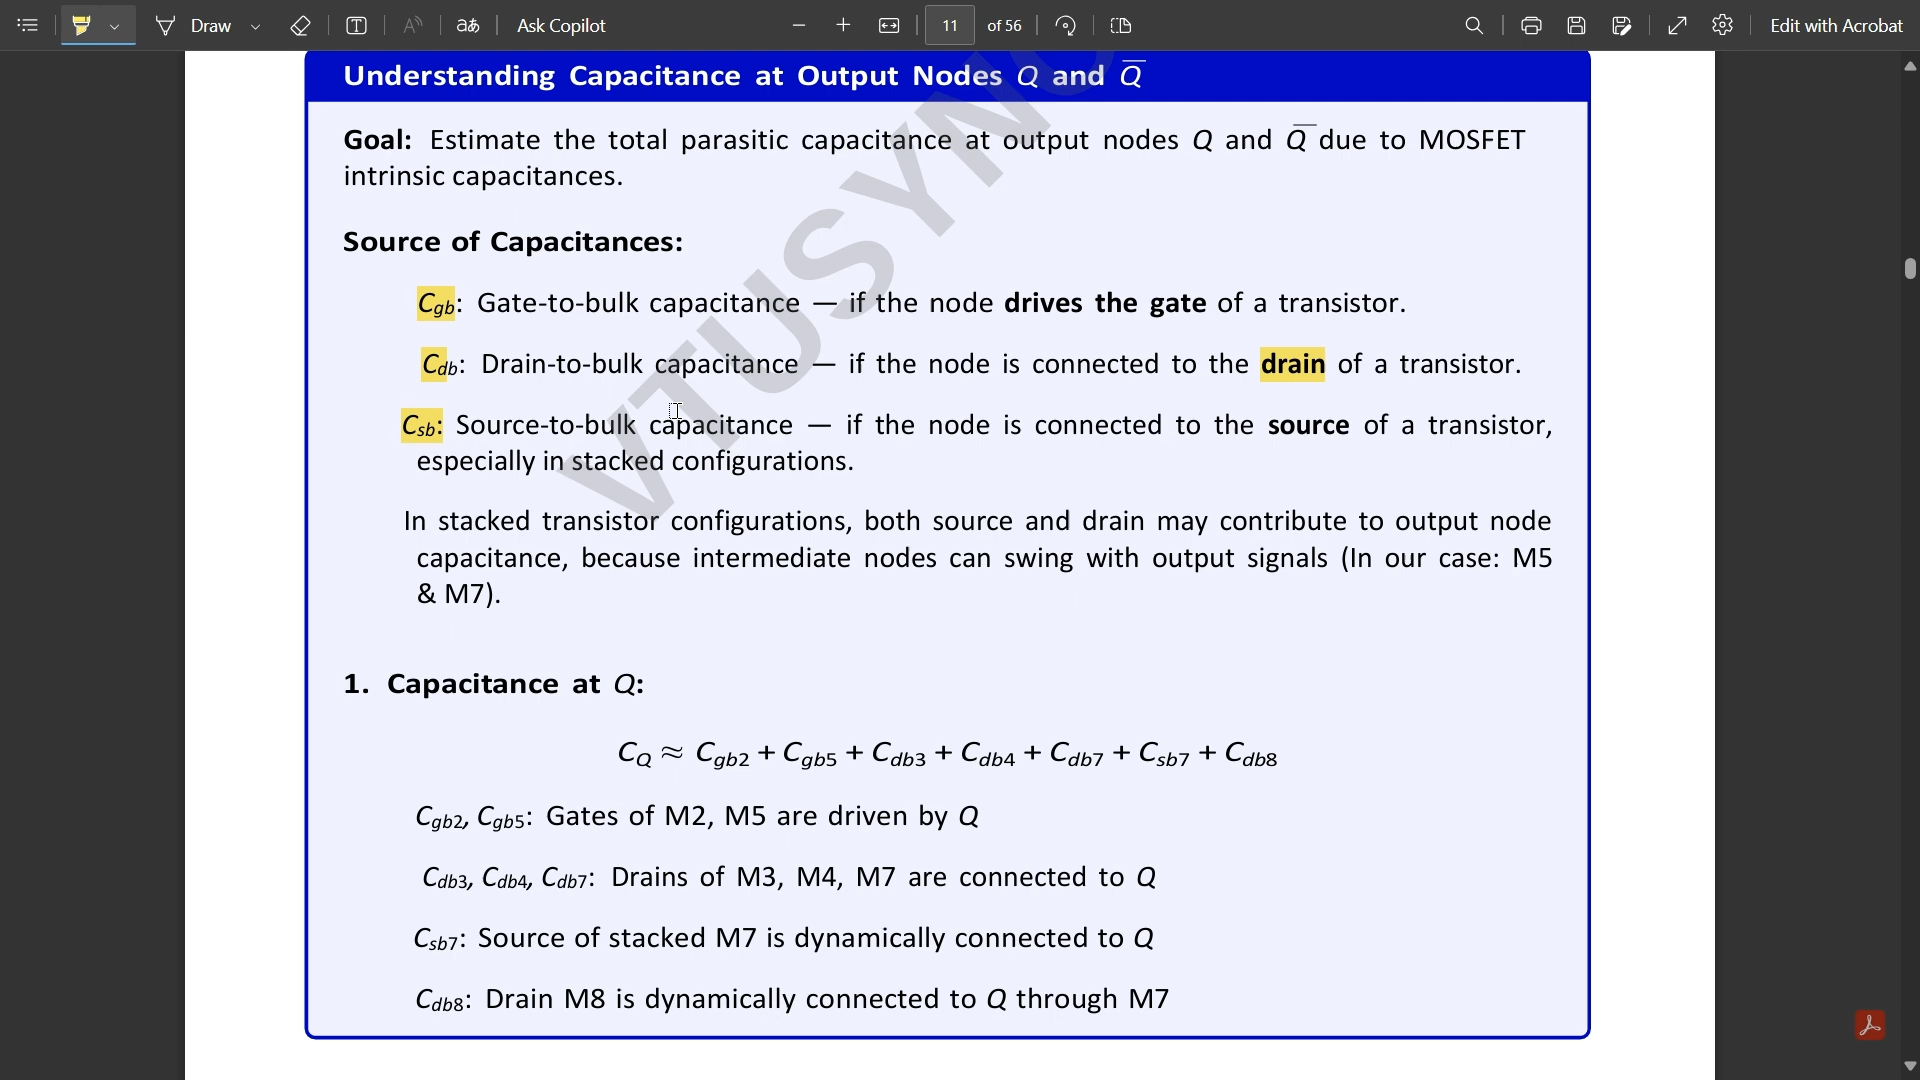 Draw
aあ
Ask Copilot
11
of 56
Edit with Acrobat
Understanding Capacitance at Output Nodes Q and Q̅
Goal: Estimate the total parasitic capacitance at output nodes Q and Q̅ due to MOSFET
intrinsic capacitances.
Source of Capacitances:
Cgb: Gate-to-bulk capacitance — if the node drives the gate of a transistor.
Cdb: Drain-to-bulk capacitance — if the node is connected to the drain of a transistor.
Csb: Source-to-bulk capacitance — if the node is connected to the source of a transistor,
especially in stacked configurations.
In stacked transistor configurations, both source and drain may contribute to output node
capacitance, because intermediate nodes can swing with output signals (In our case: M5
& M7).
1. Capacitance at Q:
CQ ≈ Cgb2 + Cgb5 + Cdb3 + Cdb4 + Cdb7 + Csb7 + Cdb8
Cgb2, Cgb5: Gates of M2, M5 are driven by Q
Cdb3, Cdb4, Cdb7: Drains of M3, M4, M7 are connected to Q
Csb7: Source of stacked M7 is dynamically connected to Q
Cdb8: Drain M8 is dynamically connected to Q through M7
VTUSYNC